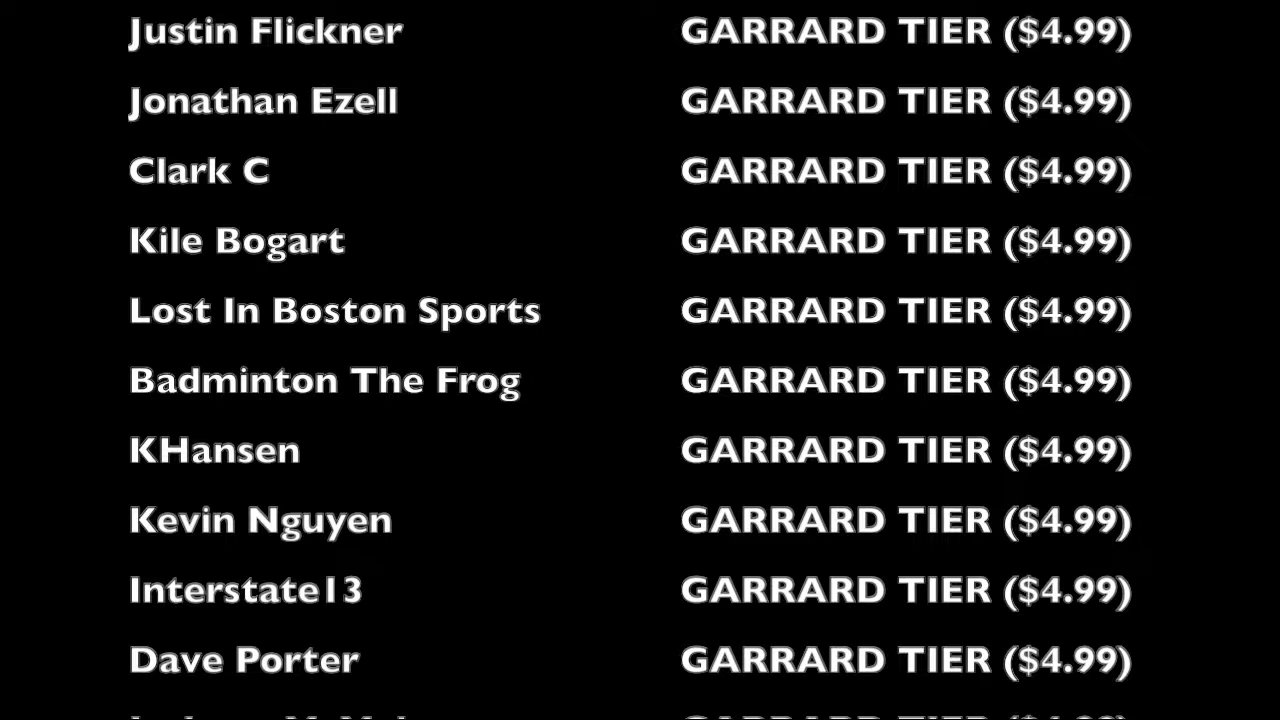 Justin Flickner GARRARD TIER ($4.99)
Jonathan Ezell GARRARD TIER ($4.99)
Clark C GARRARD TIER ($4.99)
Kile Bogart GARRARD TIER ($4.99)
Lost In Boston Sports GARRARD TIER ($4.99)
Badminton The Frog GARRARD TIER ($4.99)
KHansen GARRARD TIER ($4.99)
Kevin Nguyen GARRARD TIER ($4.99)
Interstate13 GARRARD TIER ($4.99)
Dave Porter GARRARD TIER ($4.99)